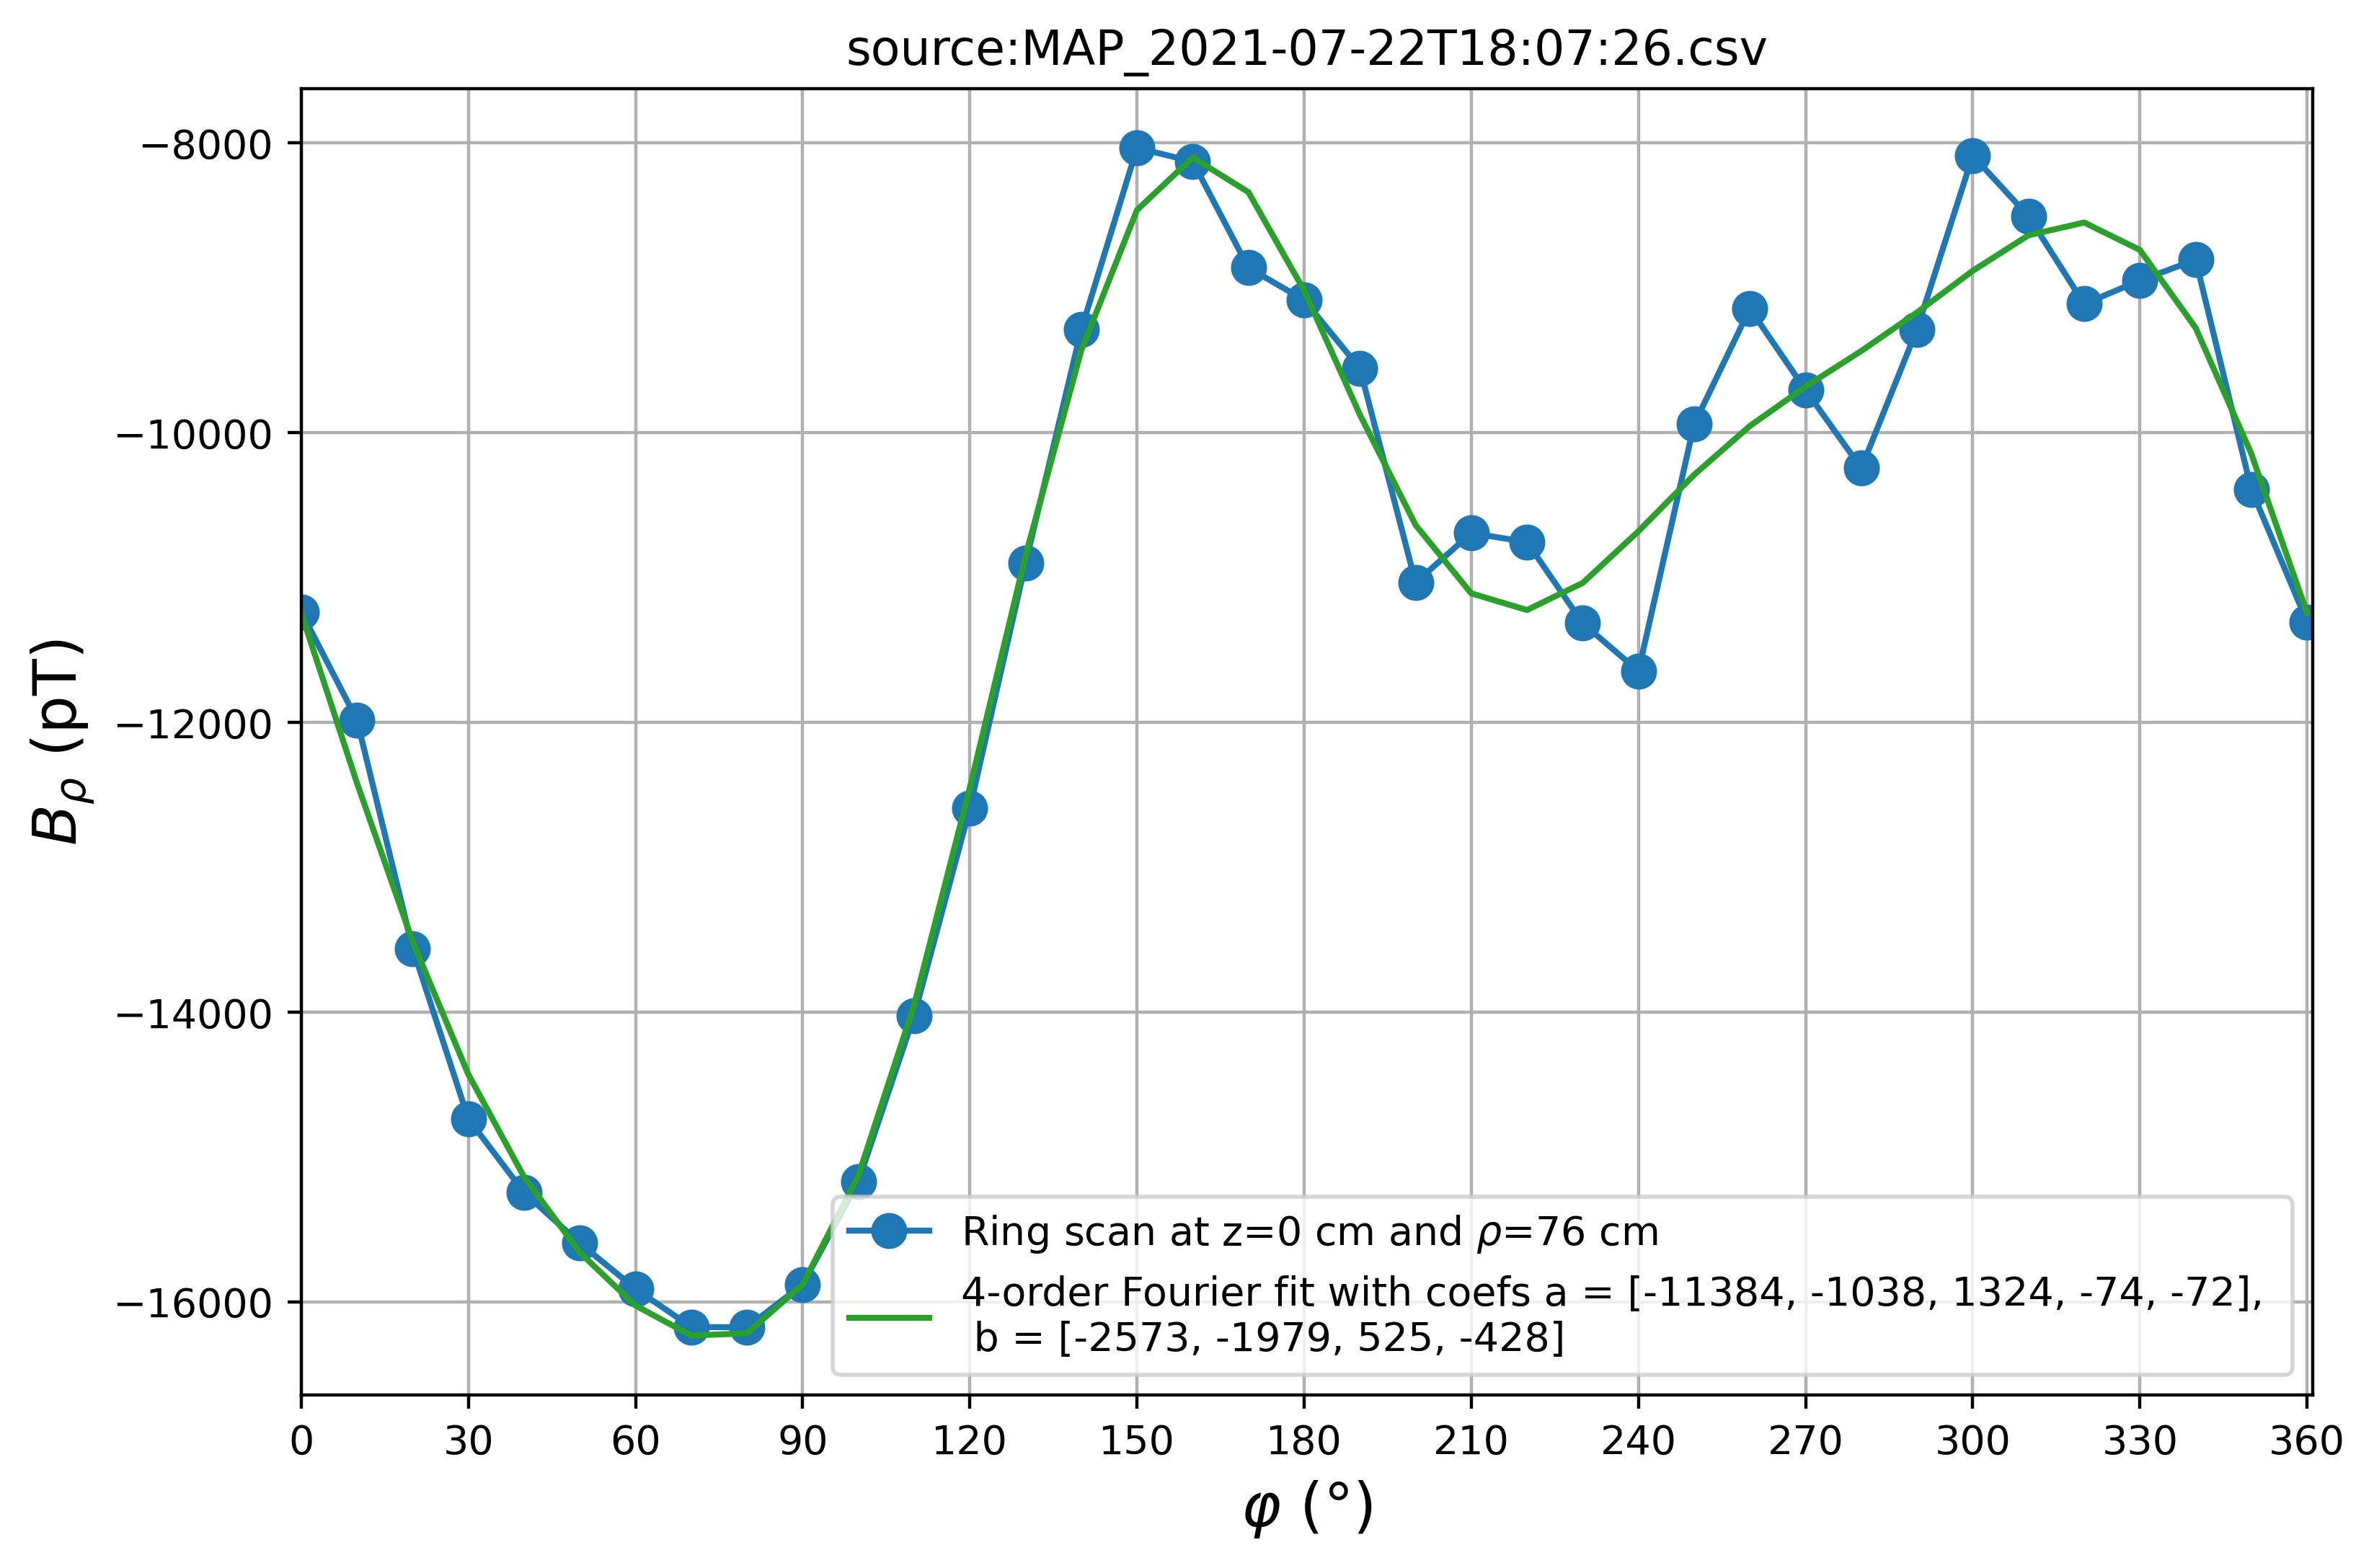 source:MAP_2021-07-22T18:07:26.csv
−8000
−10000
−12000
−14000
−16000
Bρ (pT)
Ring scan at z=0 cm and ρ=76 cm
4-order Fourier fit with coefs a = [-11384, -1038, 1324, -74, -72],
b = [-2573, -1979, 525, -428]
0 30 60 90 120 150 180 210 240 270 300 330 360
φ (°)